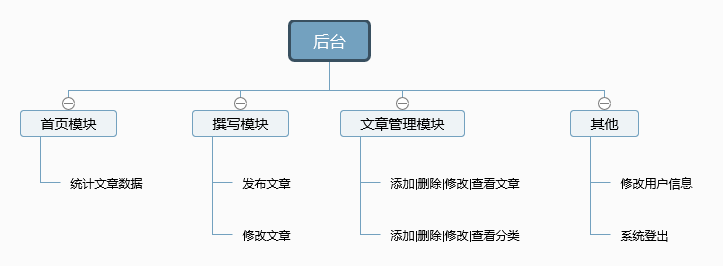 后台
首页模块
撰写模块
文章管理模块
其他
统计文章数据
发布文章
添加|删除|修改|查看文章
修改用户信息
修改文章
添加|删除|修改|查看分类
系统登出